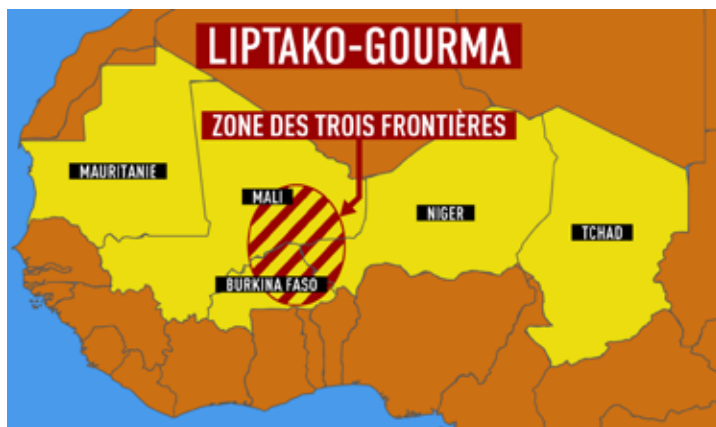 LIPTAKO-GOURMA
ZONE DES TROIS FRONTIÈRES
MAURITANIE
MALI
NIGER
TCHAD
BURKINA FASO